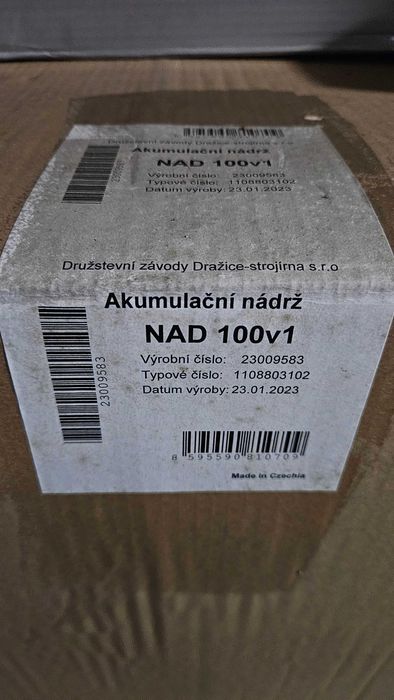 Družstevní závody Dražice-strojírna s.r.o
Akumulační nádrž
NAD 100v1
Výrobní číslo: 23009583
Typové číslo: 1108803102
Datum výroby: 23.01.2023
23009583
Družstevní závody Dražice-strojírna s.r.o
Akumulační nádrž
NAD 100v1
Výrobní číslo: 23009583
Typové číslo: 1108803102
Datum výroby: 23.01.2023
23009583
8 595590 810709
Made in Czechia